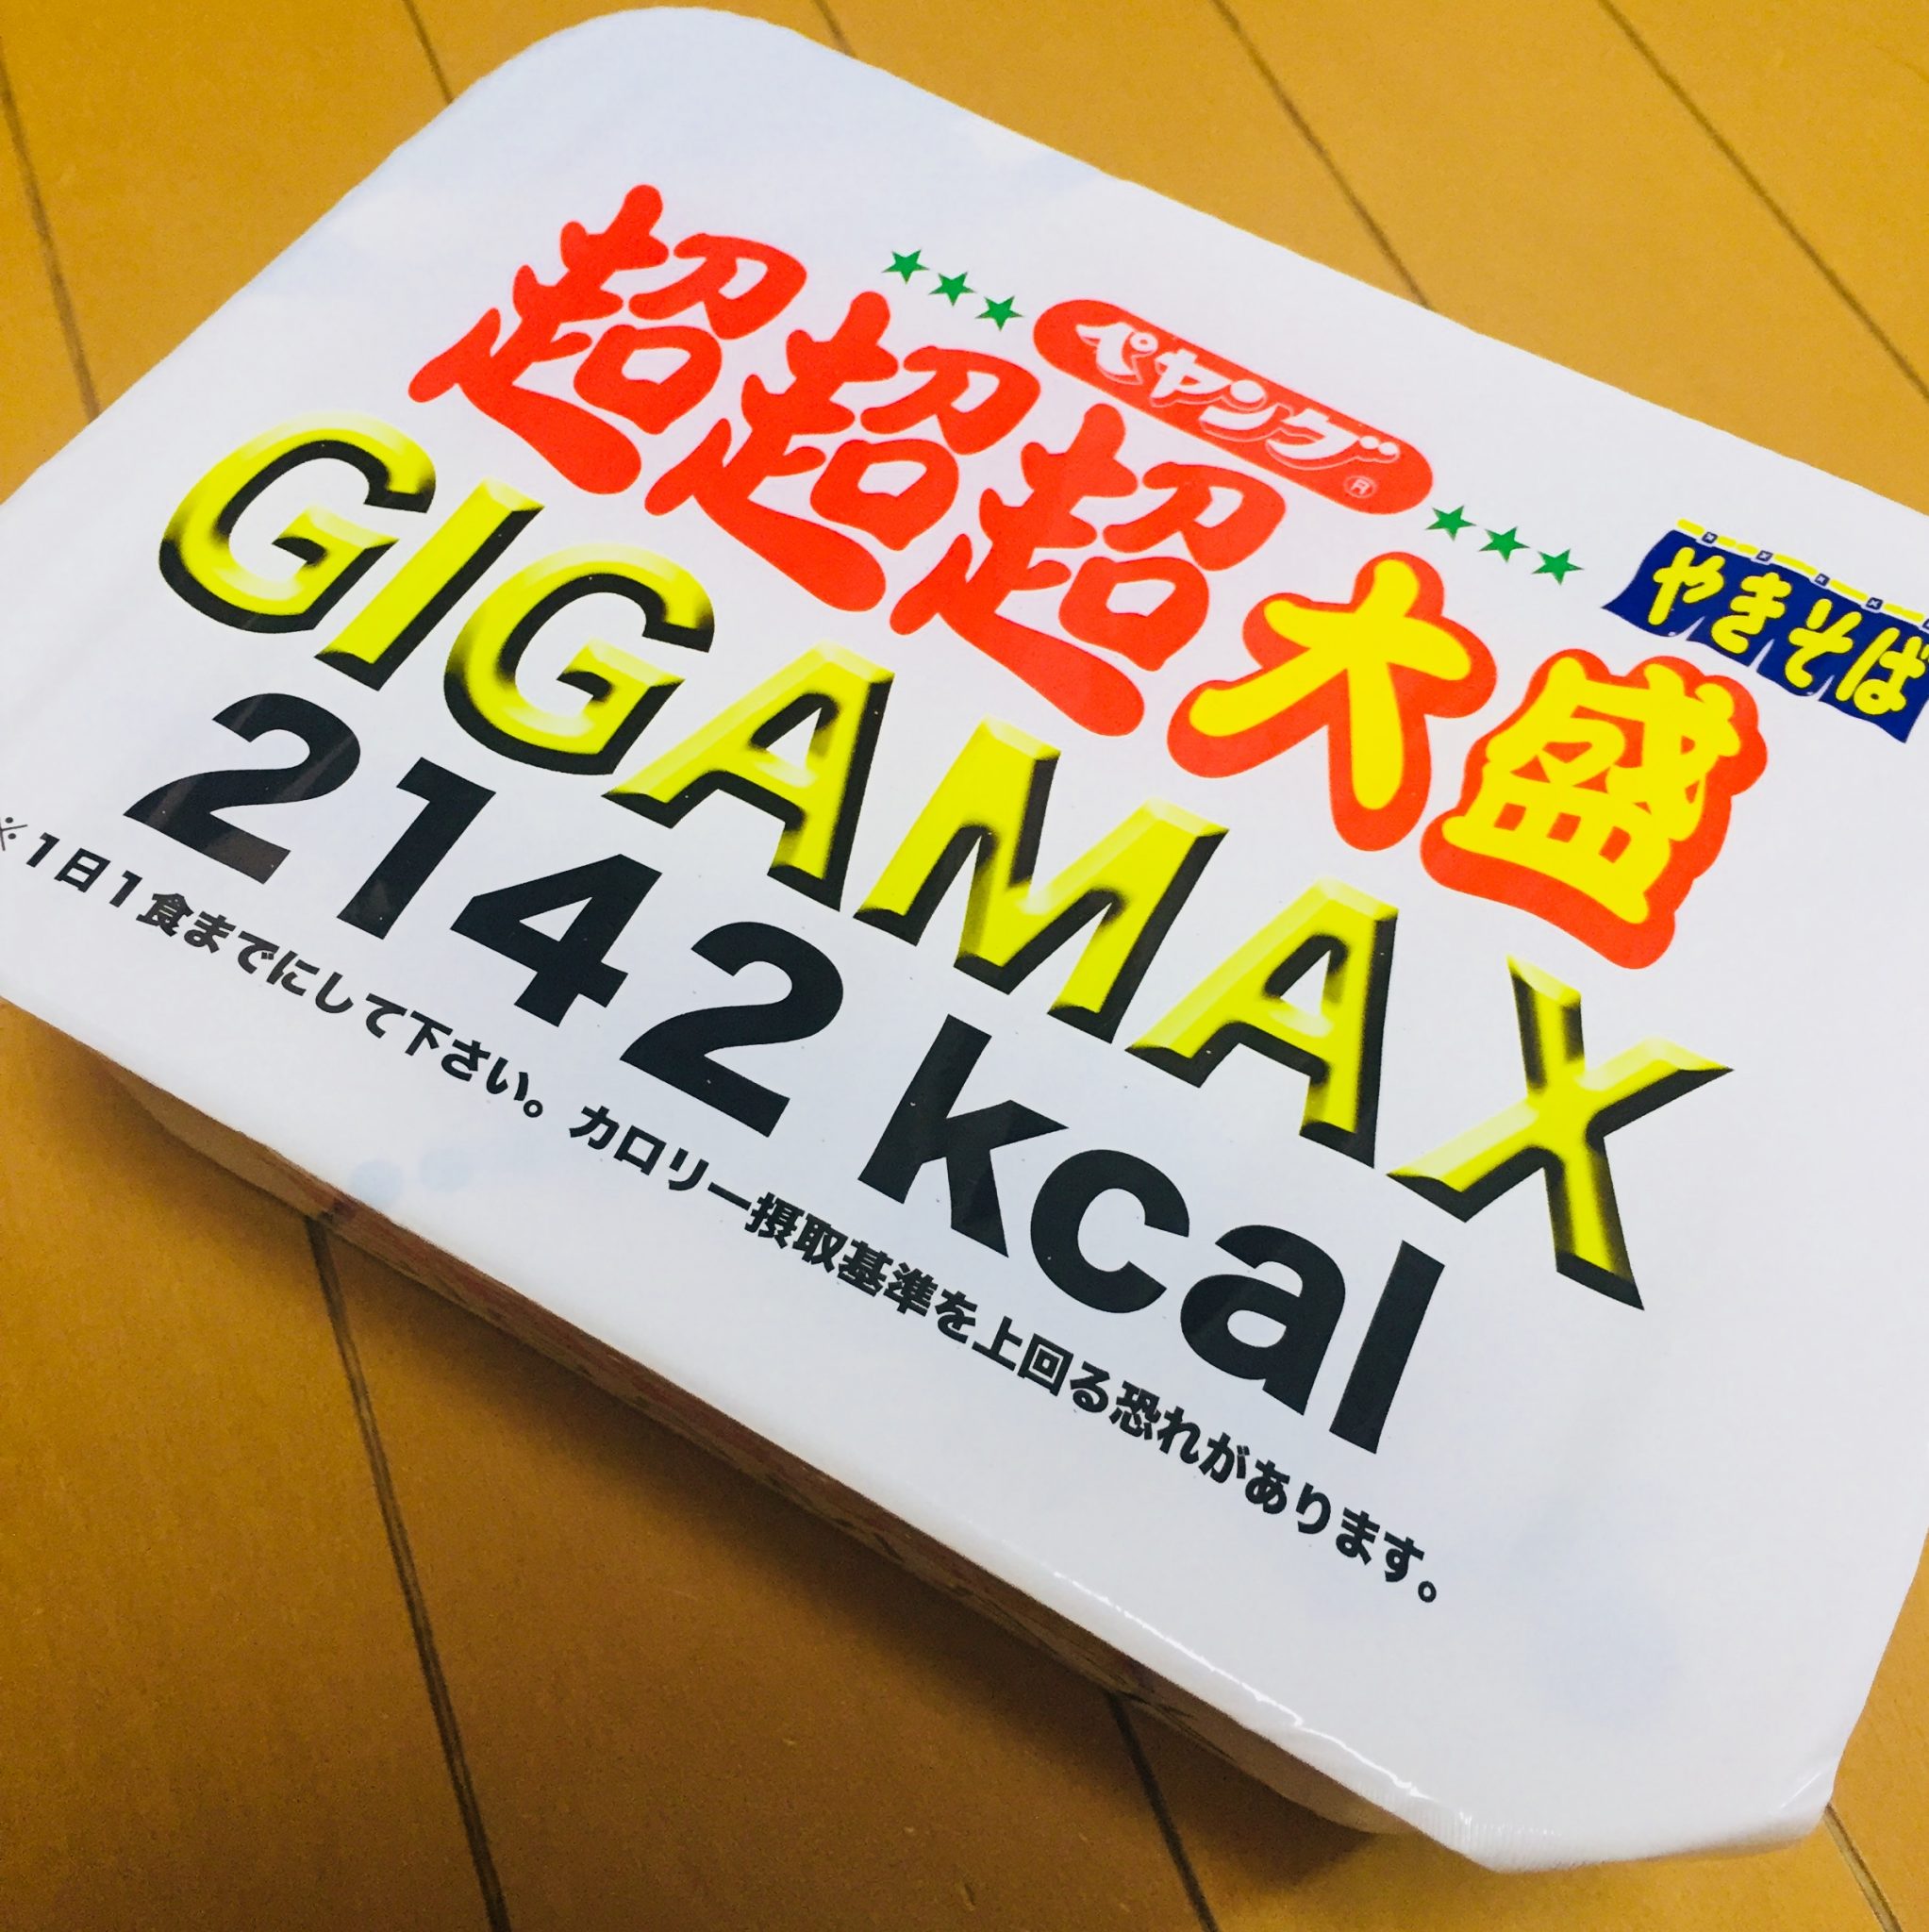 ペヤング®
やきそば
超超超大盛
GIGAMAX
2142kcal
※1日1食までにして下さい。カロリー摂取基準を上回る恐れがあります。